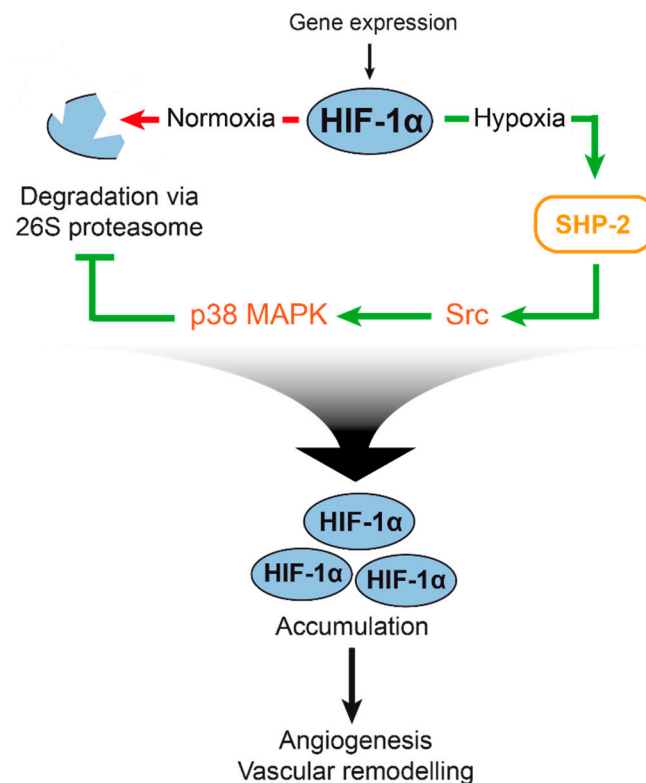 Gene expression
Normoxia
HIF-1α
Hypoxia
Degradation via
26S proteasome
SHP-2
p38 MAPK
Src
HIF-1α
HIF-1α
HIF-1α
Accumulation
Angiogenesis
Vascular remodelling